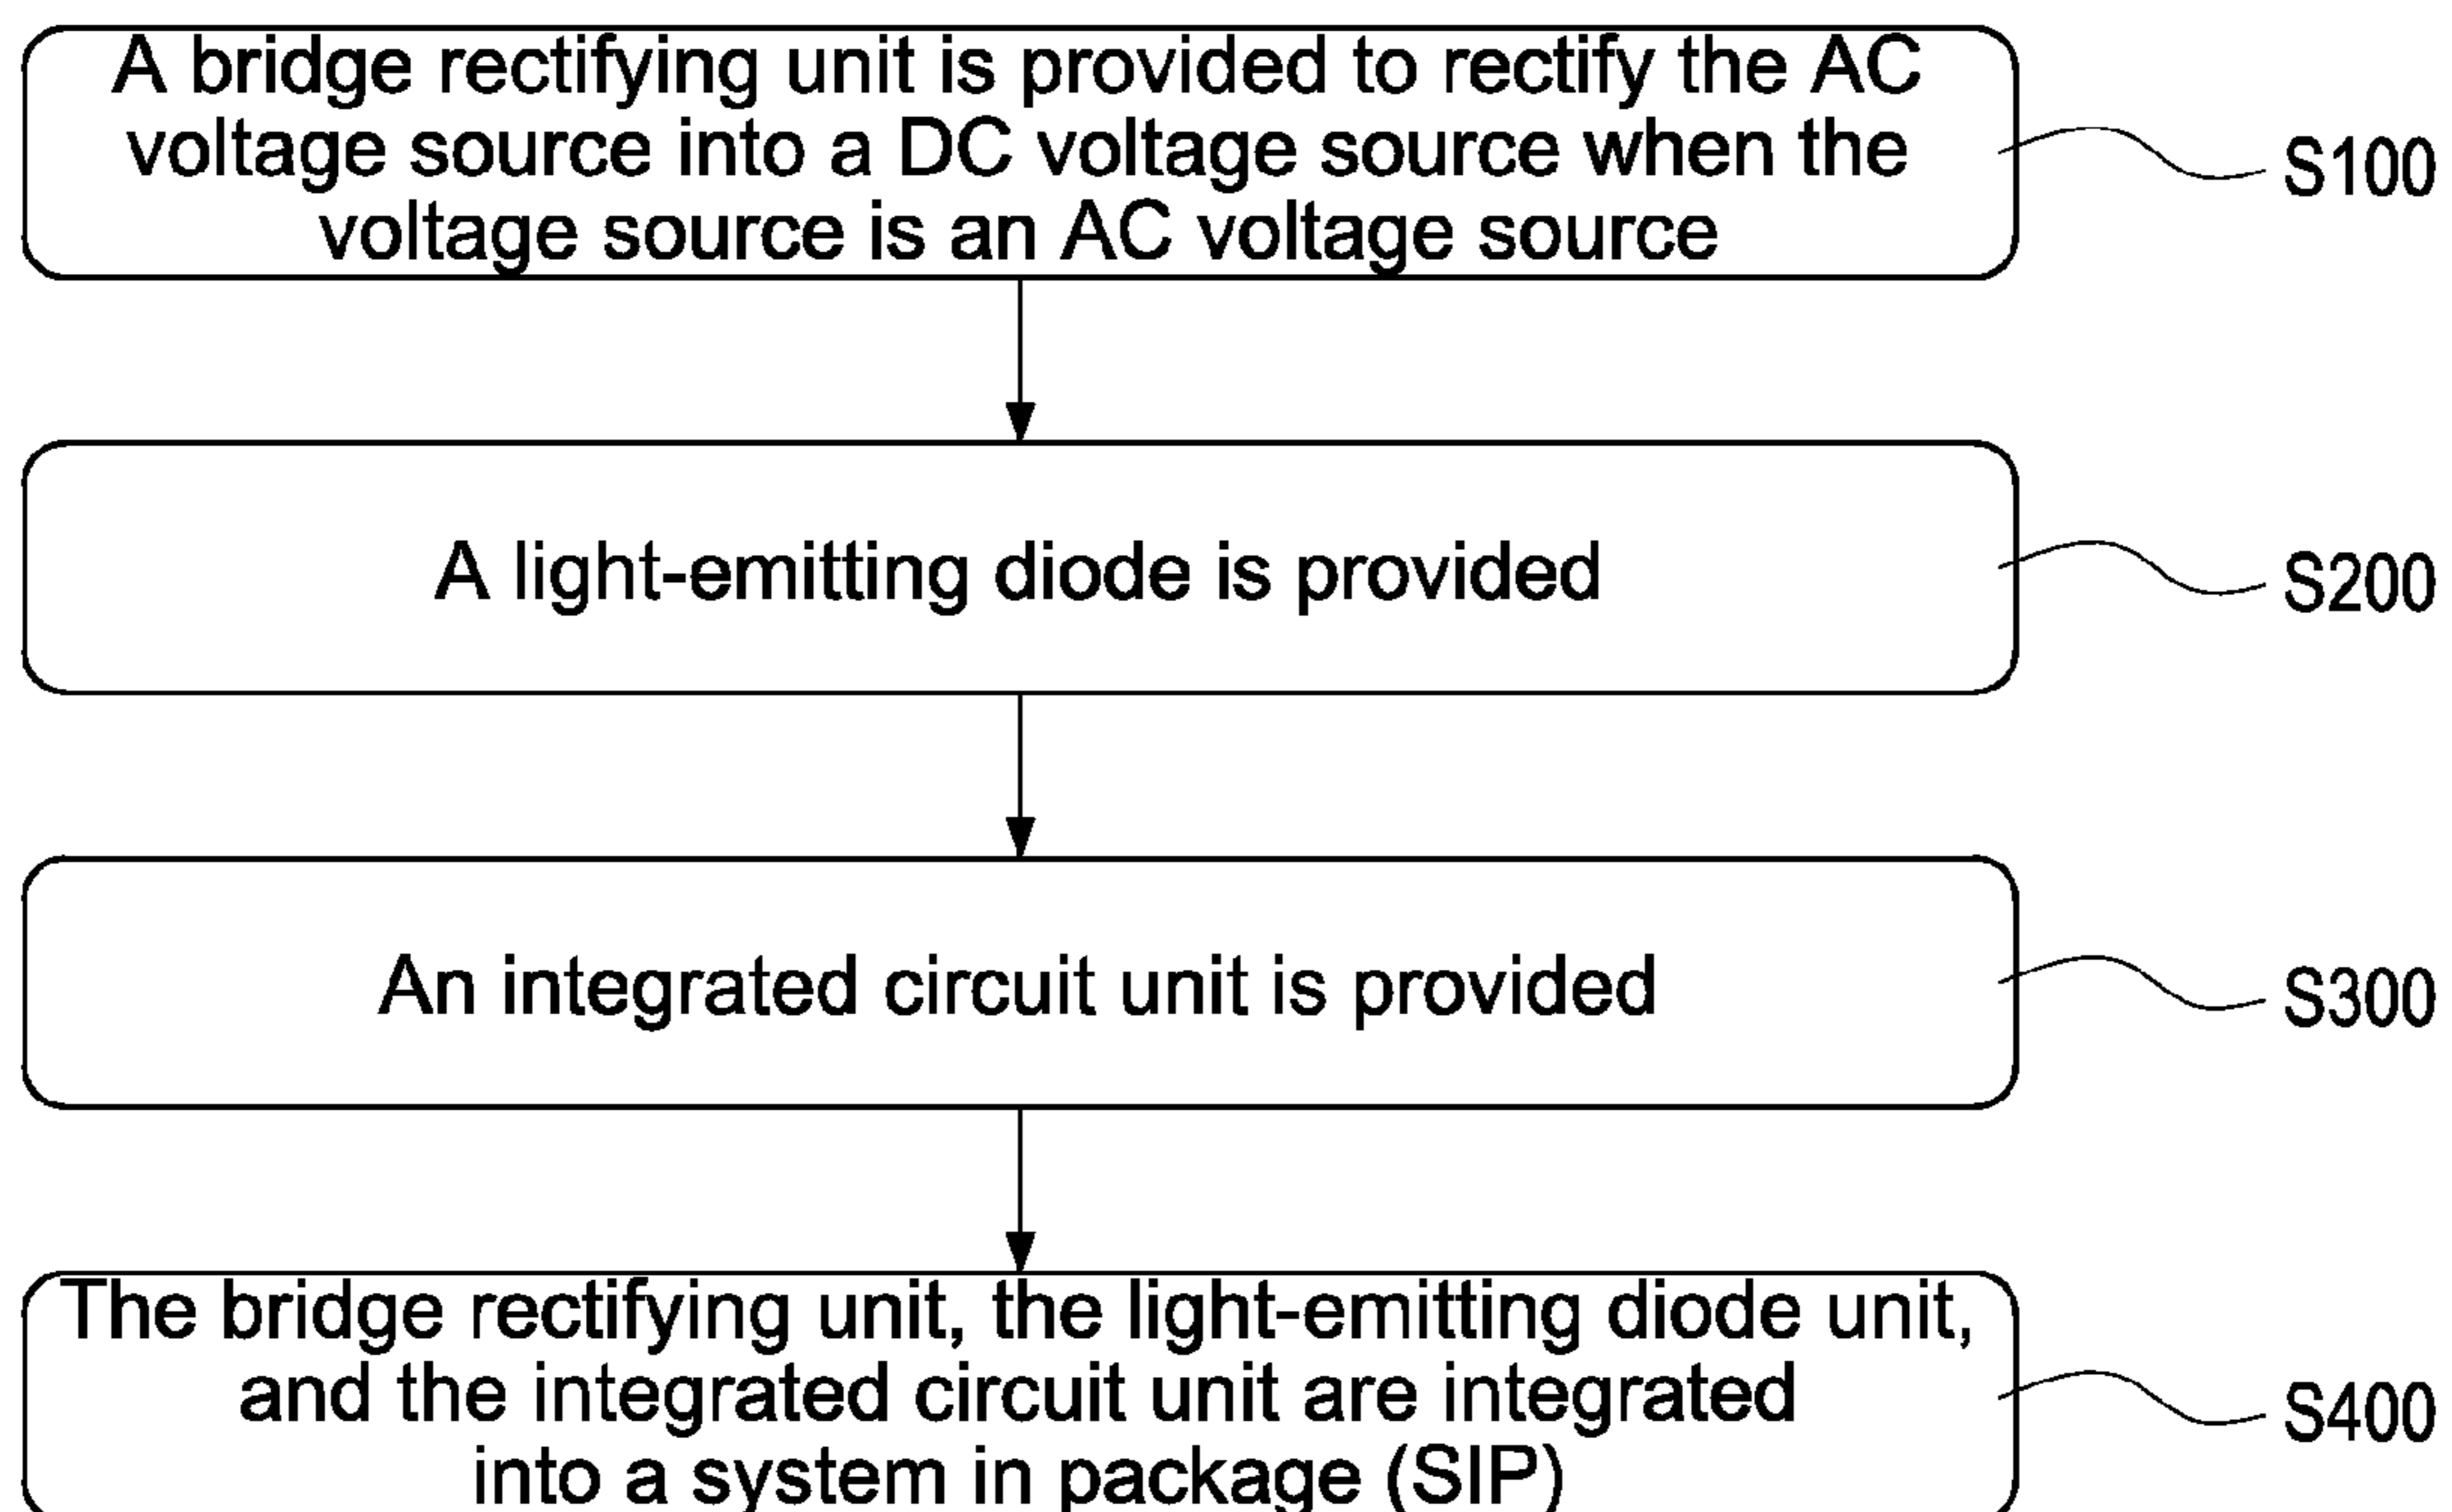 A bridge rectifying unit is provided to rectify the AC
voltage source into a DC voltage source when the
voltage source is an AC voltage source
S100
A light-emitting diode is provided
S200
An integrated circuit unit is provided
S300
The bridge rectifying unit, the light-emitting diode unit,
and the integrated circuit unit are integrated
into a system in package (SIP)
S400